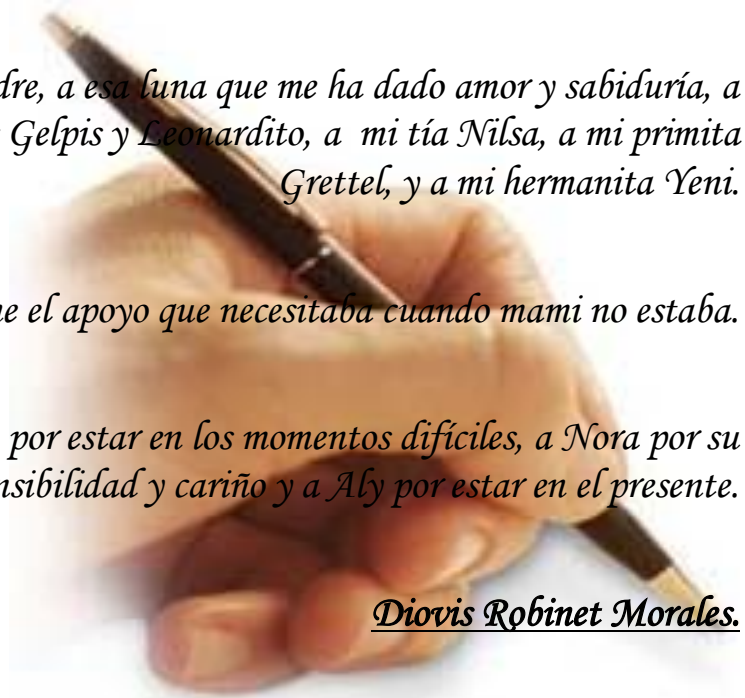 dre, a esa luna que me ha dado amor y sabiduría, a
Gelpis y Leonardito, a mi tía Nilsa, a mi primita
Grettel, y a mi hermanita Yeni.
e el apoyo que necesitaba cuando mami no estaba.
por estar en los momentos difíciles, a Nora por su
nsibilidad y cariño y a Aly por estar en el presente.
Diovis Robinet Morales.